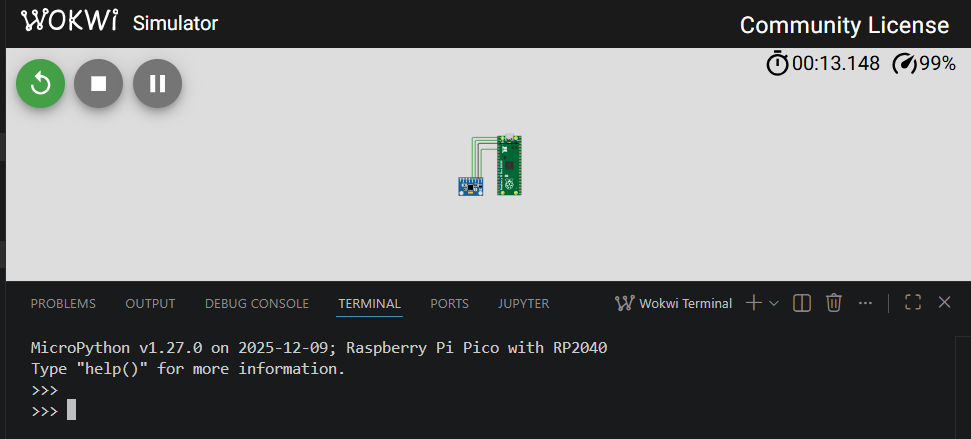 WOKWI Simulator
Community License
00:13.148 99%
PROBLEMS OUTPUT DEBUG CONSOLE TERMINAL PORTS JUPYTER Wokwi Terminal
MicroPython v1.27.0 on 2025-12-09; Raspberry Pi Pico with RP2040
Type "help()" for more information.
>>>
>>>